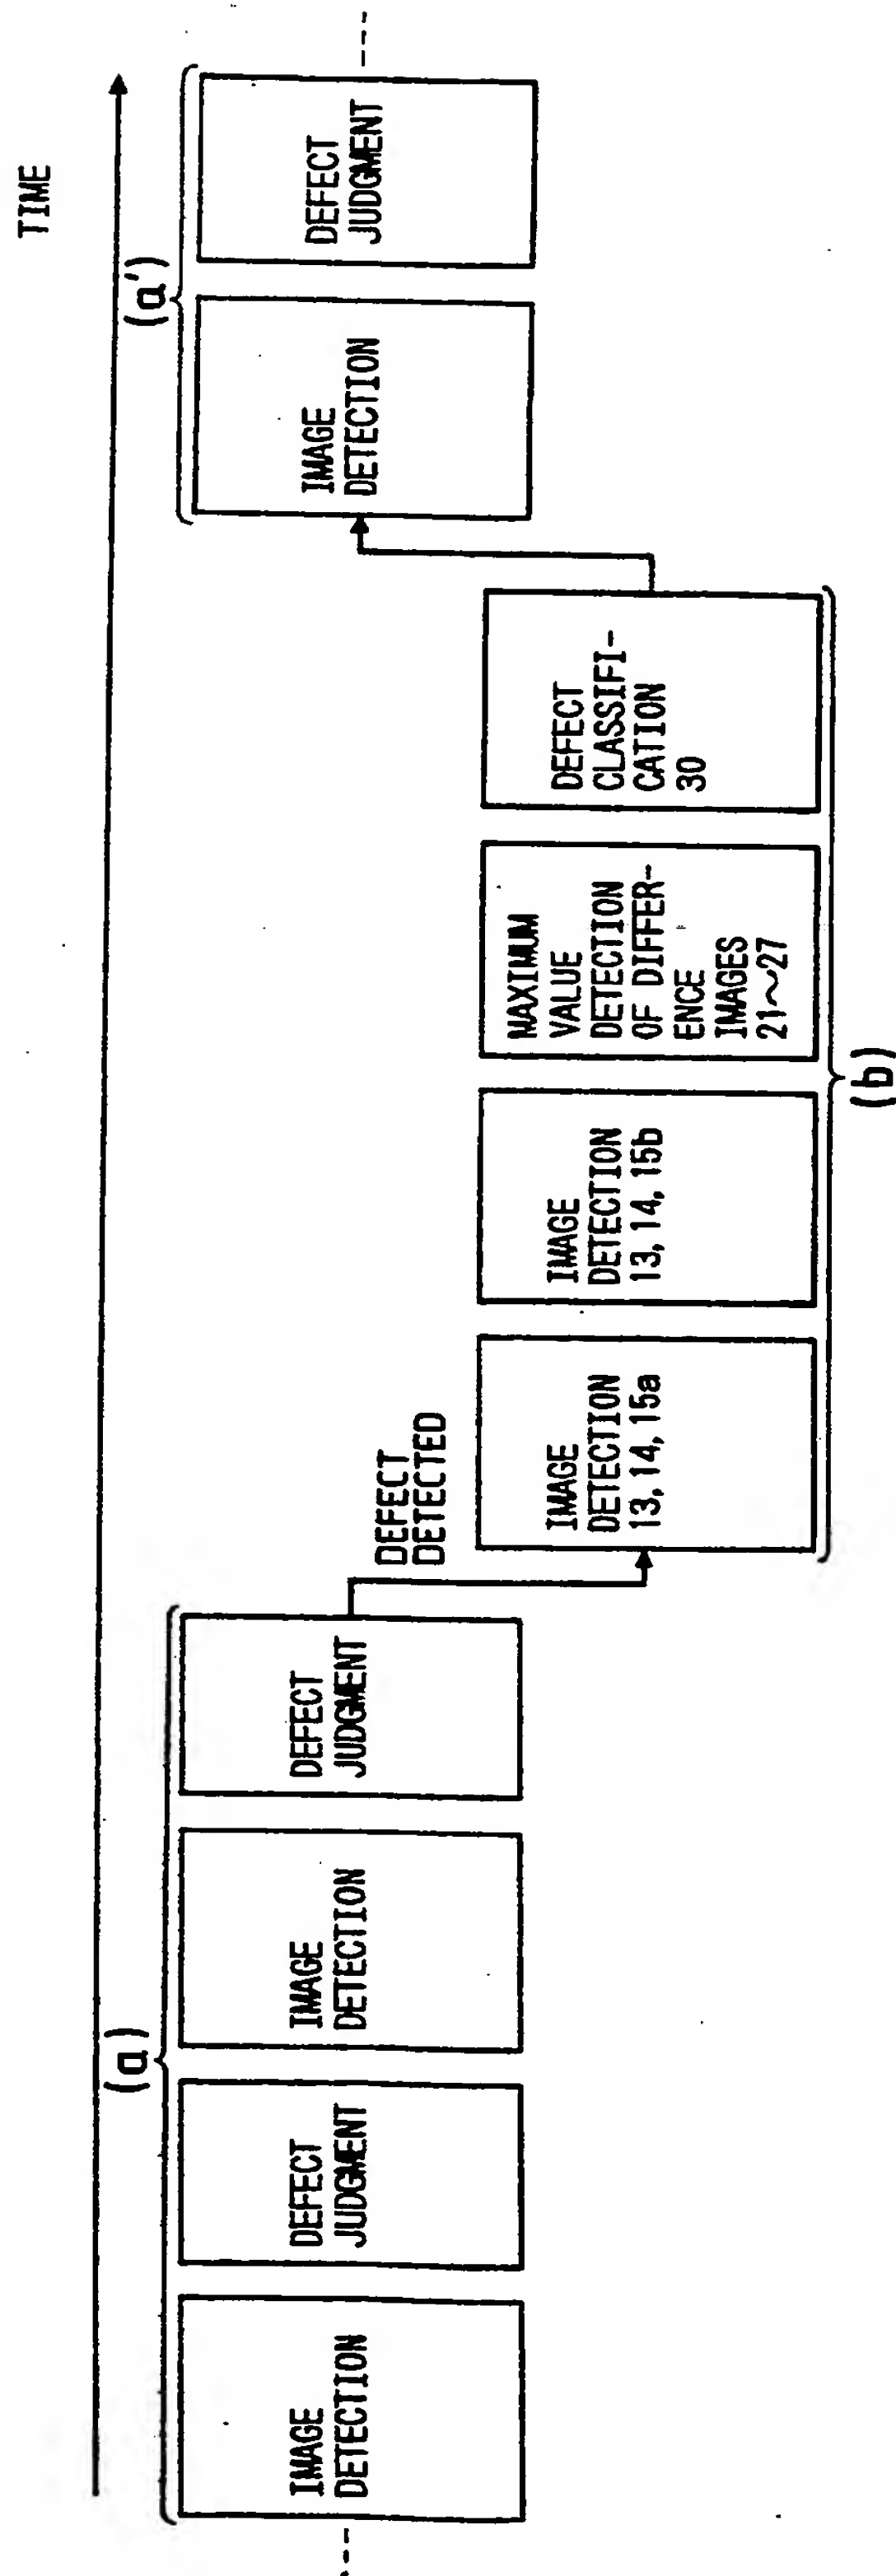 TIME
(a)
(a')
IMAGE
DETECTION
DEFECT
JUDGMENT
IMAGE
DETECTION
DEFECT
JUDGMENT
DEFECT
DETECTED
IMAGE
DETECTION
13, 14, 15a
IMAGE
DETECTION
13, 14, 15b
MAXIMUM
VALUE
DETECTION
OF DIFFER-
ENCE
IMAGES
21~27
DEFECT
CLASSIFI-
CATION
30
(b)
IMAGE
DETECTION
DEFECT
JUDGMENT